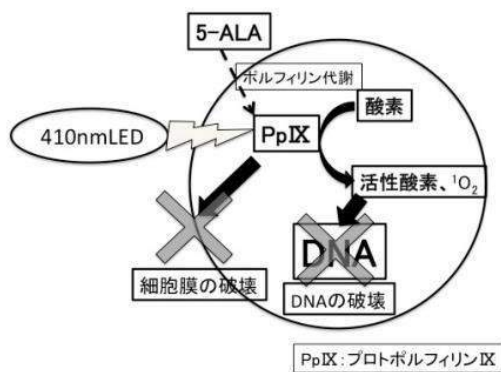 5-ALA
ポルフィリン代謝
410nmLED
PpⅨ
酸素
活性酸素、¹O₂
DNA
細胞膜の破壊
DNAの破壊
PpⅨ:プロトポルフィリンⅨ